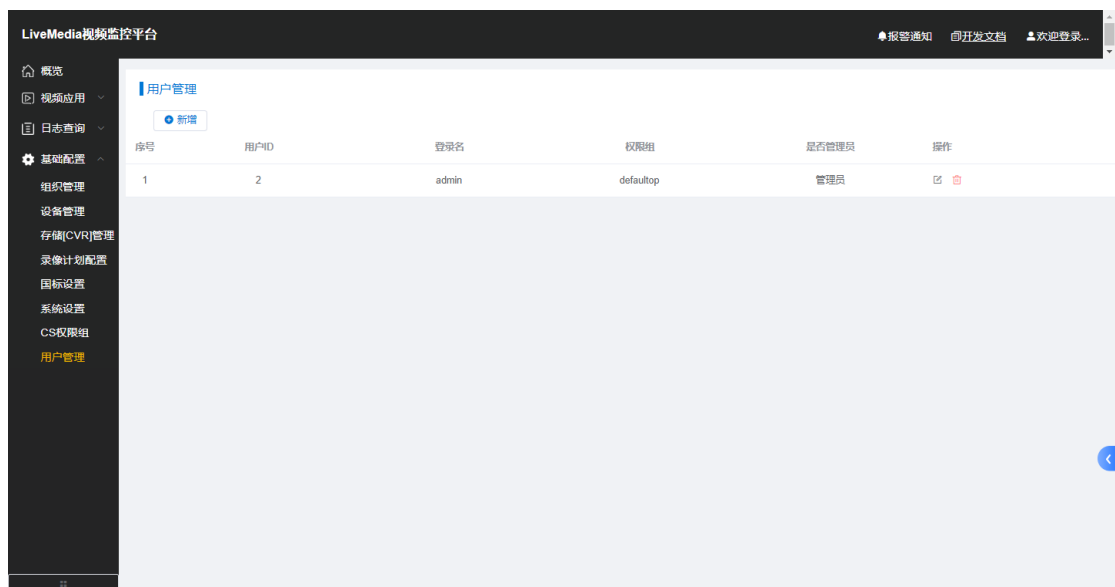 LiveMedia视频监控平台
报警通知 开发文档 欢迎登录...
概览
视频应用
日志查询
基础配置
组织管理
设备管理
存储[CVR]管理
录像计划配置
国标设置
系统设置
CS权限组
用户管理
用户管理
新增
序号 用户ID 登录名 权限组 是否管理员 操作
1 2 admin defaultop 管理员